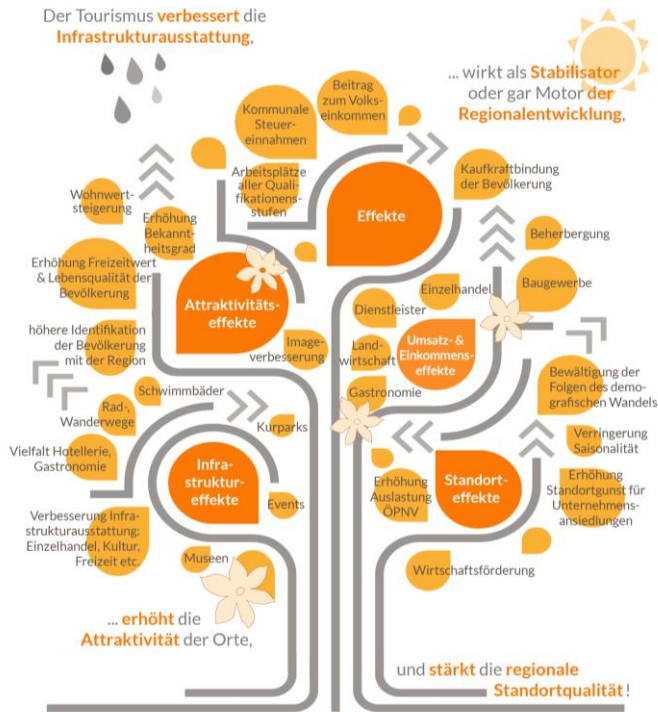 Der Tourismus verbessert die
Infrastrukturausstattung,
... wirkt als Stabilisator
oder gar Motor der
Regionalentwicklung,
Beitrag
zum Volks-
einkommen
Kommunale
Steuer-
einnahmen
Arbeitsplätze
aller Quali-
fikationens-
stufen
Effekte
Kaufkraftbindung
der Bevölkerung
Wohnwert-
steigerung
Erhöhung
Bekannt-
heitsgrad
Erhöhung Freizeitwert
& Lebensqualität der
Bevölkerung
Attraktivitäts-
effekte
höhere Identifikation
der Bevölkerung
mit der Region
Image-
verbesserung
Beherbergung
Baugewerbe
Einzelhandel
Dienstleister
Umsatz- &
Einkommens-
effekte
Land-
wirtschaft
Gastronomie
Bewältigung der
Folgen des demo-
grafischen Wandels
Schwimmbäder
Rad-,
Wanderwege
Kurparks
Vielfalt Hotellerie,
Gastronomie
Infra-
struktur-
effekte
Events
Verbesserung Infra-
strukturausstattung:
Einzelhandel, Kultur,
Freizeit etc.
Museen
Verringerung
Saisonalität
Erhöhung
Auslastung
ÖPNV
Standort-
effekte
Erhöhung
Standortgunst für
Unternehmens-
ansiedlungen
Wirtschaftsförderung
... erhöht die
Attraktivität der Orte,
und stärkt die regionale
Standortqualität!